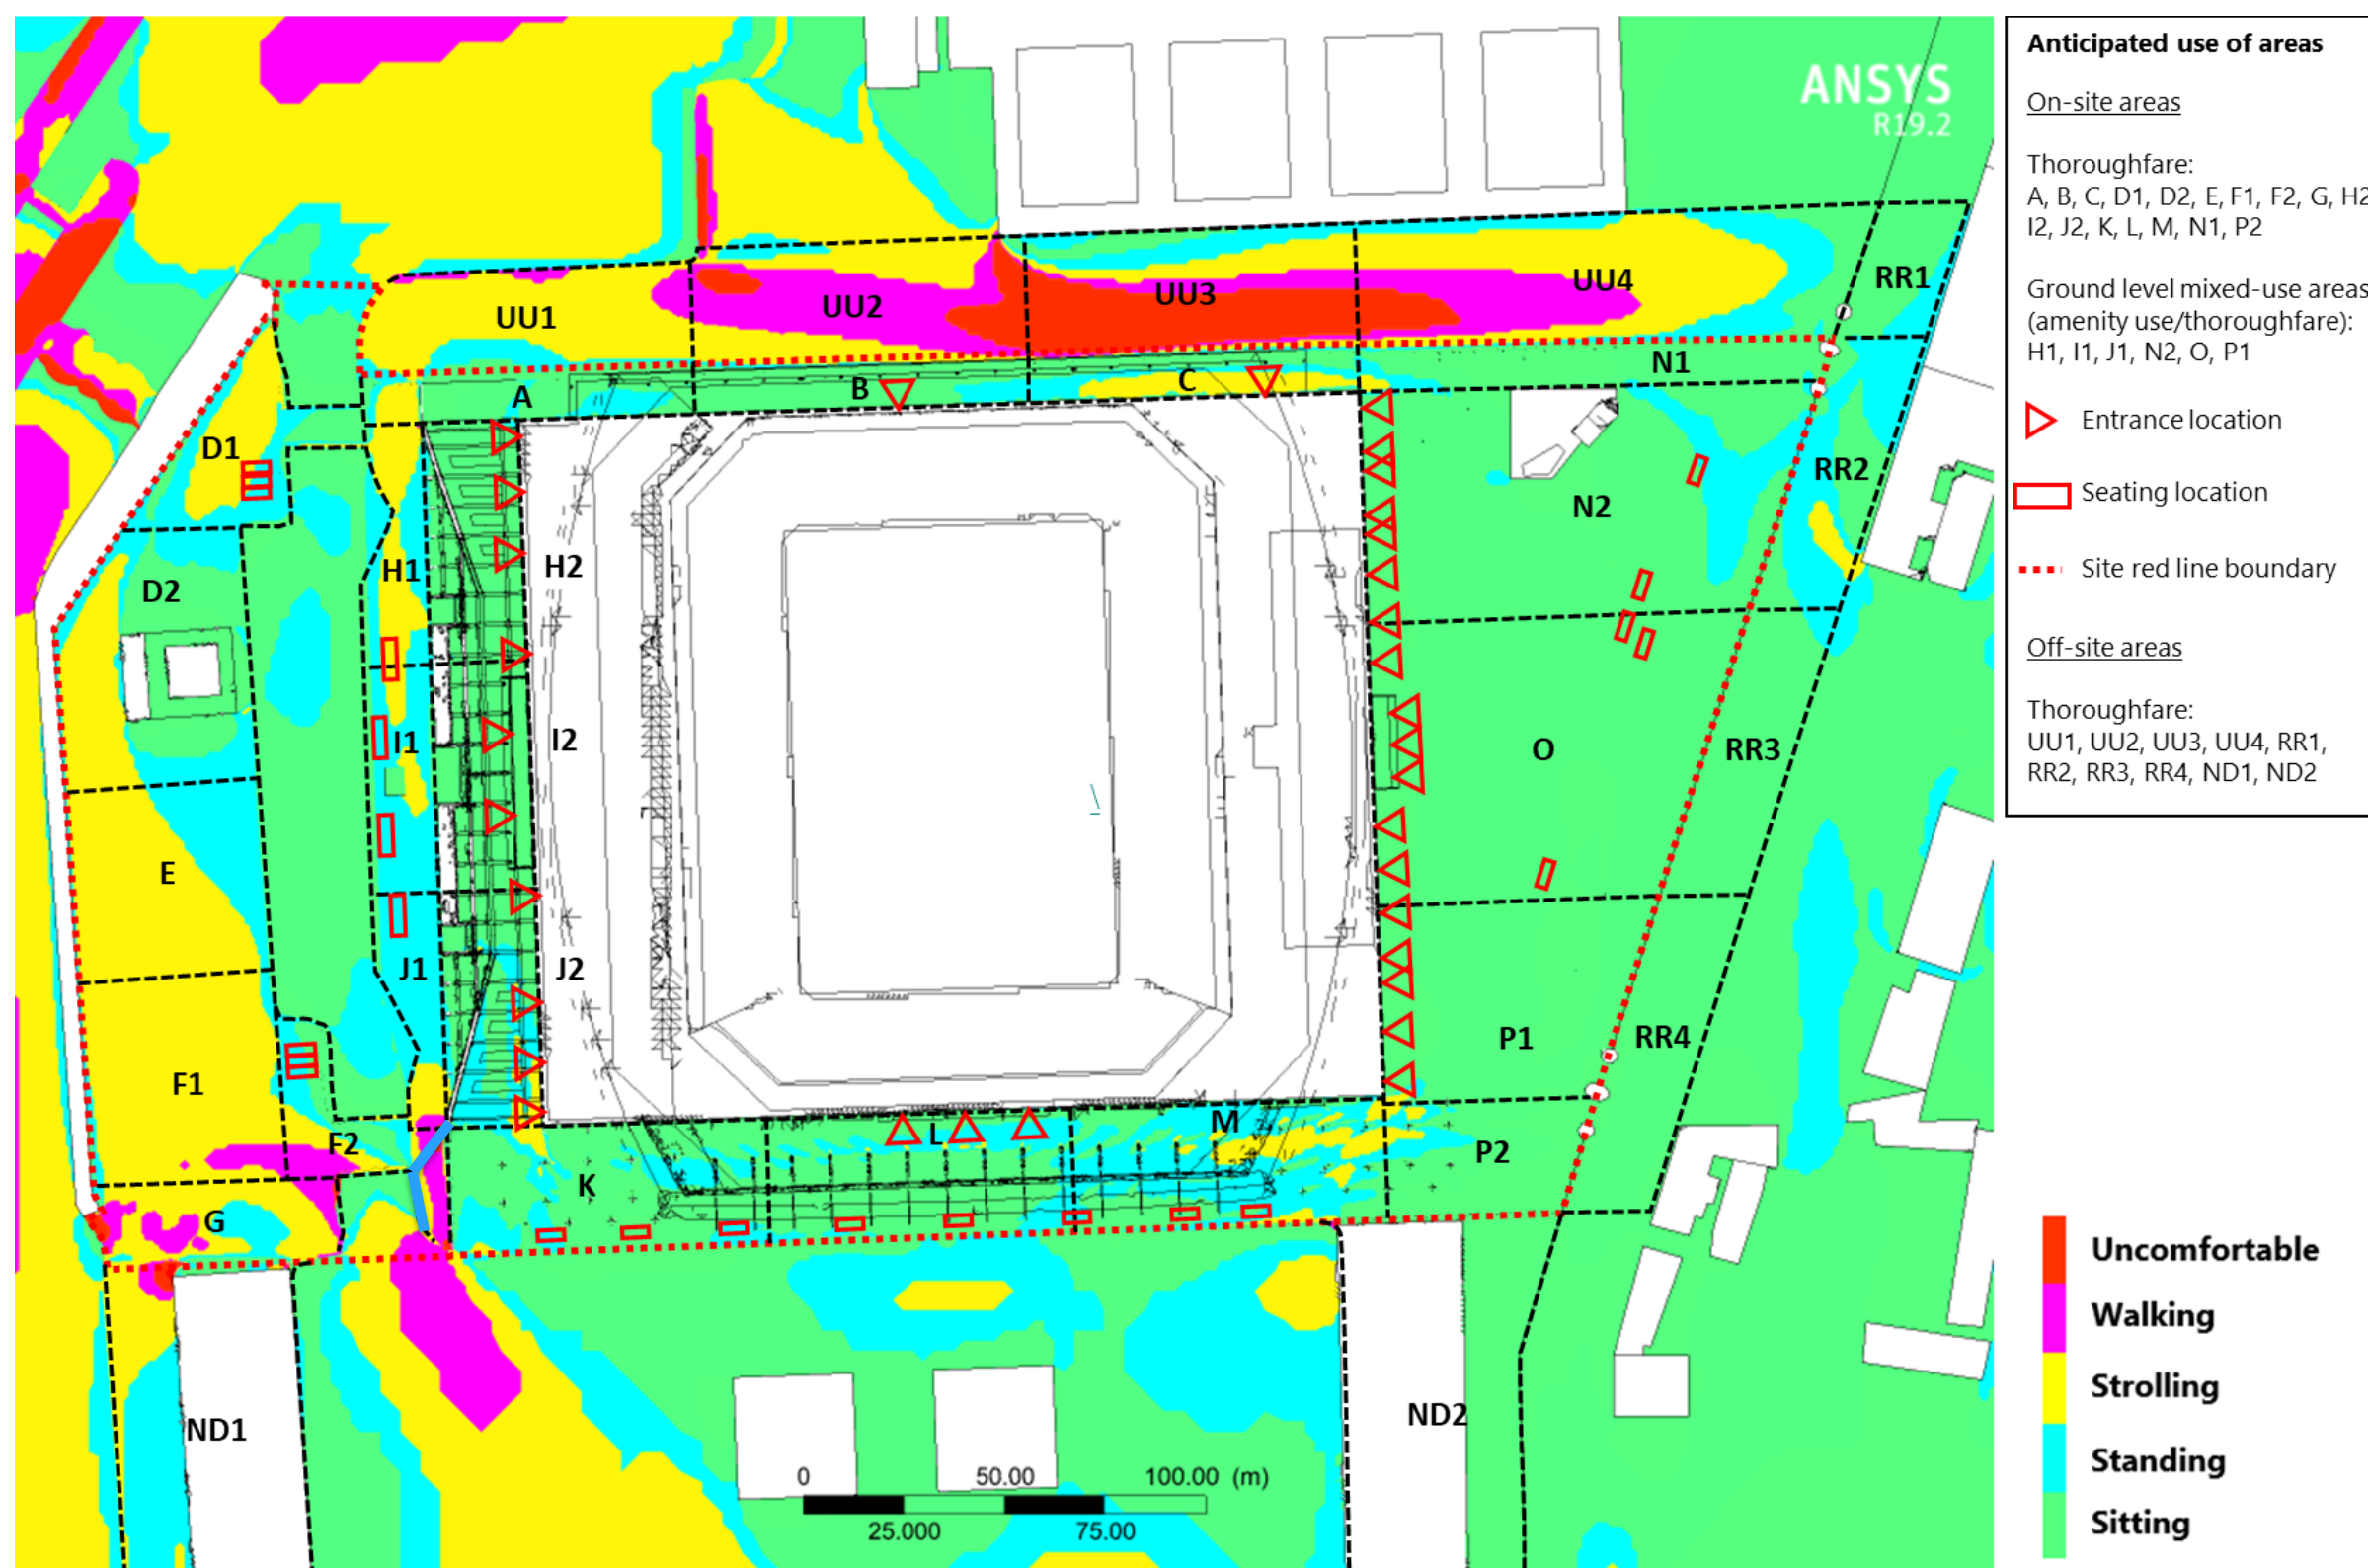 Anticipated use of areas
On-site areas
Thoroughfare:
A, B, C, D1, D2, E, F1, F2, G, H2
I2, J2, K, L, M, N1, P2
Ground level mixed-use areas
(amenity use/thoroughfare):
H1, I1, J1, N2, O, P1
Entrance location
Seating location
Site red line boundary
Off-site areas
Thoroughfare:
UU1, UU2, UU3, UU4, RR1,
RR2, RR3, RR4, ND1, ND2
ANSYS
R19.2
UU1
UU2
UU3
UU4
RR1
A
B
C
N1
D1
RR2
N2
H1
H2
D2
I1
I2
O
RR3
E
J1
J2
F1
P1
RR4
F2
L
M
P2
K
G
ND1
ND2
0 50.00 100.00 (m)
25.000 75.00
Uncomfortable
Walking
Strolling
Standing
Sitting